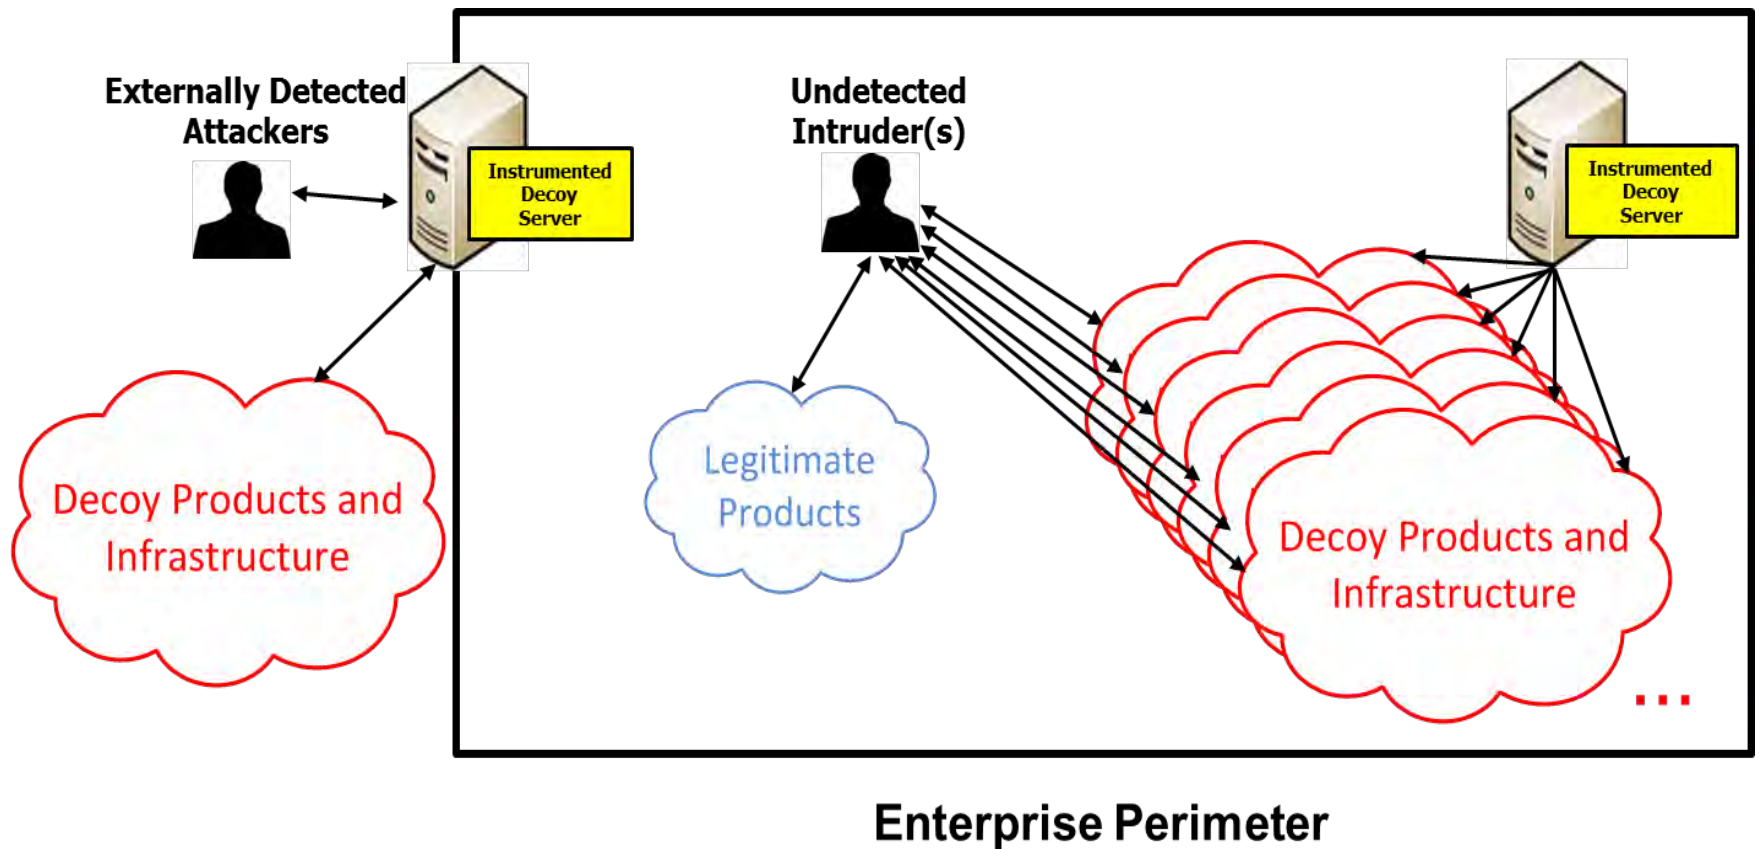 Externally Detected
Attackers
Instrumented
Decoy
Server
Undetected
Intruder(s)
Instrumented
Decoy
Server
Decoy Products and
Infrastructure
Legitimate
Products
Decoy Products and
Infrastructure
...
Enterprise Perimeter